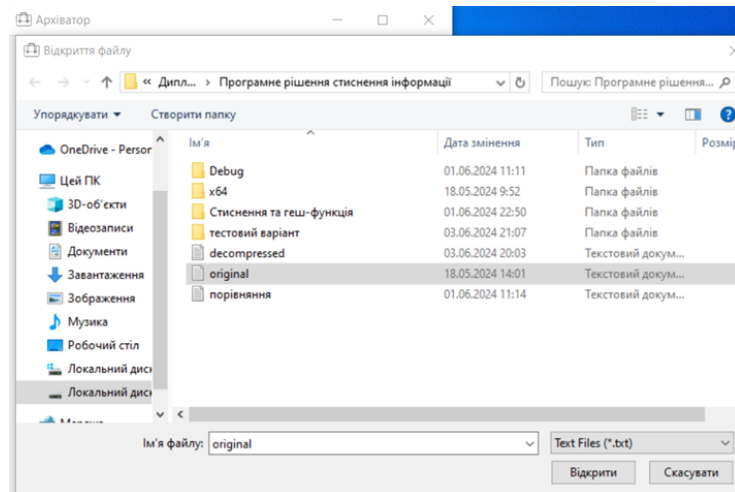 Архіватор
Відкриття файлу
« Дипл... › Програмне рішення стиснення інформації
Пошук: Програмне рішення...
Упорядкувати
Створити папку
Ім'я Дата змінення Тип Розмір
OneDrive - Person
Цей ПК
3D-об'єкти
Відеозаписи
Документи
Завантаження
Зображення
Музика
Робочий стіл
Локальний диск
Локальний диск
Debug 01.06.2024 11:11 Папка файлів
x64 18.05.2024 9:52 Папка файлів
Стиснення та геш-функція 01.06.2024 22:50 Папка файлів
тестовий варіант 03.06.2024 21:07 Папка файлів
decompressed 03.06.2024 20:03 Текстовий докум...
original 18.05.2024 14:01 Текстовий докум...
порівняння 01.06.2024 11:14 Текстовий докум...
Ім'я файлу: original
Text Files (*.txt)
Відкрити
Скасувати